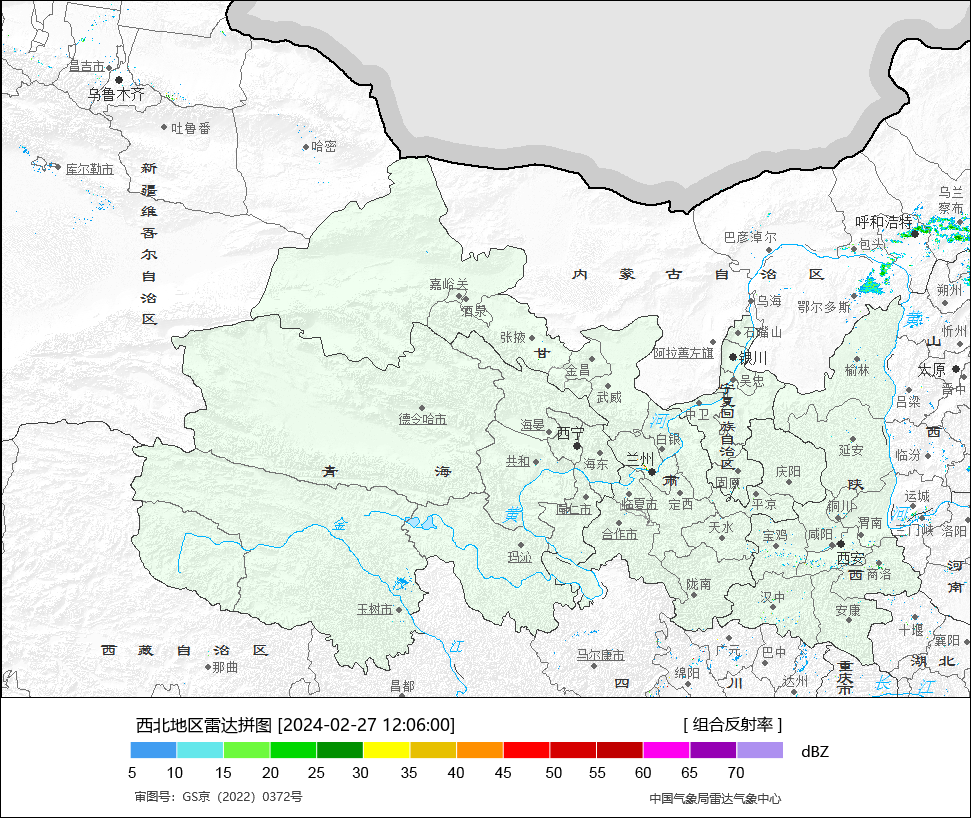 昌吉市
乌鲁木齐
吐鲁番
哈密
库尔勒市
新疆维吾尔自治区
乌兰察布
呼和浩特
巴彦淖尔
包头
内蒙古自治区
嘉峪关
酒泉
乌海
鄂尔多斯
朔州
黄
石嘴山
忻州
张掖
甘
阿拉善左旗
银川
山
金昌
榆林
太原
吴忠
武威
宁夏回族自治区
晋中
吕梁
德令哈市
中卫
河
海晏
西宁
白银
西
延安
兰州
临汾
共和
海东
青海
固原
庆阳
肃
陕
临夏市
定西
平凉
运城
黄
铜川
河
金
合作市
天水
渭南
三门峡
洛阳
宝鸡
咸阳
玛沁
西安
河南
西
商洛
陇南
汉中
玉树市
安康
十堰
江
广元
襄阳
西藏自治区
马尔康市
巴中
那曲
绵阳
重庆市
湖北
昌都
四川
达州
长江
西北地区雷达拼图 [2024-02-27 12:06:00]
[ 组合反射率 ]
dBZ
5 10 15 20 25 30 35 40 45 50 55 60 65 70
审图号：GS京（2022）0372号
中国气象局雷达气象中心